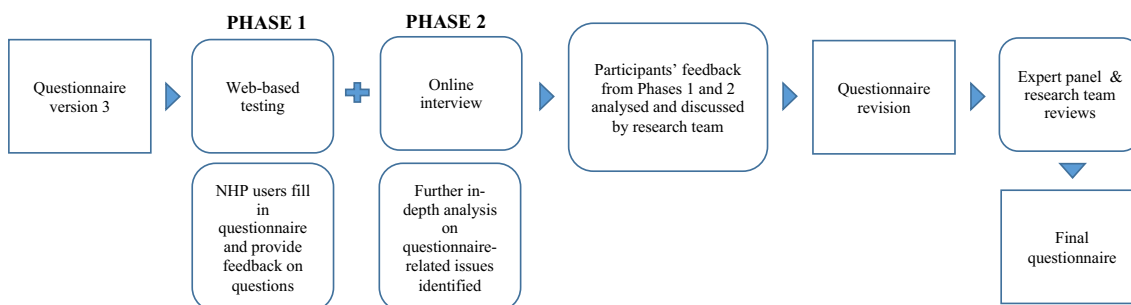 PHASE 1
PHASE 2
Questionnaire
version 3
Web-based
testing
Online
interview
Participants’ feedback
from Phases 1 and 2
analysed and discussed
by research team
Questionnaire
revision
Expert panel &
research team
reviews
NHP users fill
in
questionnaire
and provide
feedback on
questions
Further in-
depth analysis
on
questionnaire-
related issues
identified
Final
questionnaire